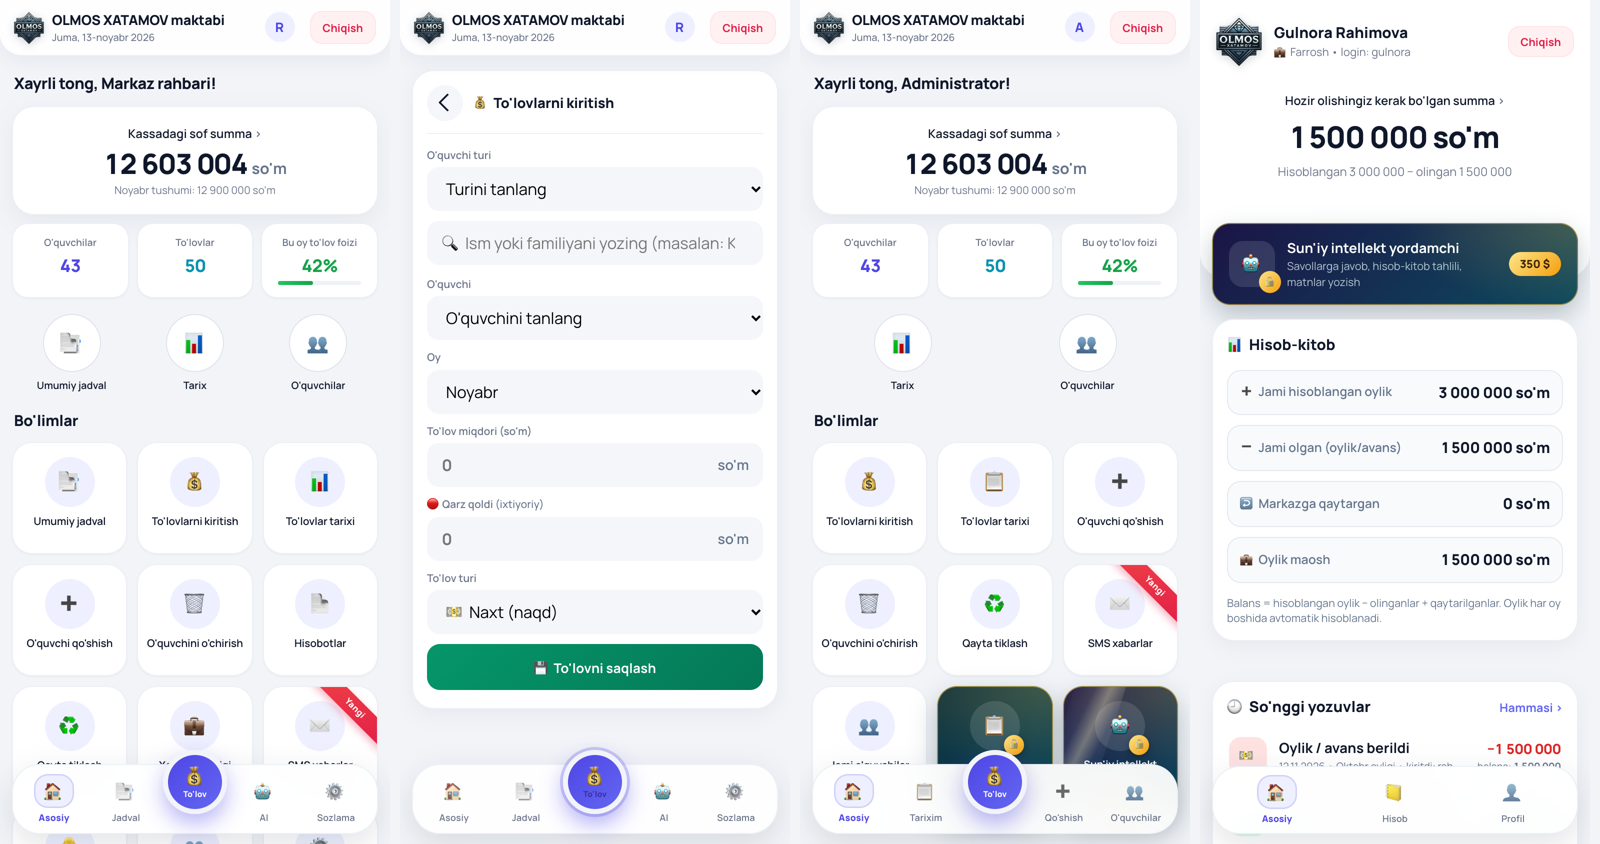 OLMOS XATAMOV maktabi
Juma, 13-noyabr 2026
R
Chiqish
Xayrli tong, Markaz rahbari!
Kassadagi sof summa ›
12 603 004 so'm
Noyabr tushumi: 12 900 000 so'm
O'quvchilar
43
To'lovlar
50
Bu oy to'lov foizi
42%
Umumiy jadval
Tarix
O'quvchilar
Bo'limlar
Umumiy jadval
To'lovlarni kiritish
To'lovlar tarixi
O'quvchi qo'shish
O'quvchini o'chirish
Hisobotlar
Yangi
Asosiy
Jadval
To'lov
AI
Sozlama
OLMOS XATAMOV maktabi
Juma, 13-noyabr 2026
R
Chiqish
To'lovlarni kiritish
O'quvchi turi
Turini tanlang
Ism yoki familiyani yozing (masalan: K
O'quvchi
O'quvchini tanlang
Oy
Noyabr
To'lov miqdori (so'm)
0 so'm
Qarz qoldi (ixtiyoriy)
0 so'm
To'lov turi
Naxt (naqd)
To'lovni saqlash
Asosiy
Jadval
To'lov
AI
Sozlama
OLMOS XATAMOV maktabi
Juma, 13-noyabr 2026
A
Chiqish
Xayrli tong, Administrator!
Kassadagi sof summa ›
12 603 004 so'm
Noyabr tushumi: 12 900 000 so'm
O'quvchilar
43
To'lovlar
50
Bu oy to'lov foizi
42%
Tarix
O'quvchilar
Bo'limlar
To'lovlarni kiritish
To'lovlar tarixi
O'quvchi qo'shish
O'quvchini o'chirish
Qayta tiklash
Yangi
SMS xabarlar
Asosiy
Tarixim
To'lov
Qo'shish
O'quvchilar
OLMOS
XATAMOV
Gulnora Rahimova
Farrosh • login: gulnora
Chiqish
Hozir olishingiz kerak bo'lgan summa ›
1 500 000 so'm
Hisoblangan 3 000 000 − olingan 1 500 000
Sun'iy intellekt yordamchi
Savollarga javob, hisob-kitob tahlili,
matnlar yozish
350 $
Hisob-kitob
Jami hisoblangan oylik 3 000 000 so'm
Jami olgan (oylik/avans) 1 500 000 so'm
Markazga qaytargan 0 so'm
Oylik maosh 1 500 000 so'm
Balans = hisoblangan oylik − olinganlar + qaytarilganlar. Oylik har oy
boshida avtomatik hisoblanadi.
So'nggi yozuvlar
Hammasi ›
Oylik / avans berildi −1 500 000
Asosiy
Hisob
Profil